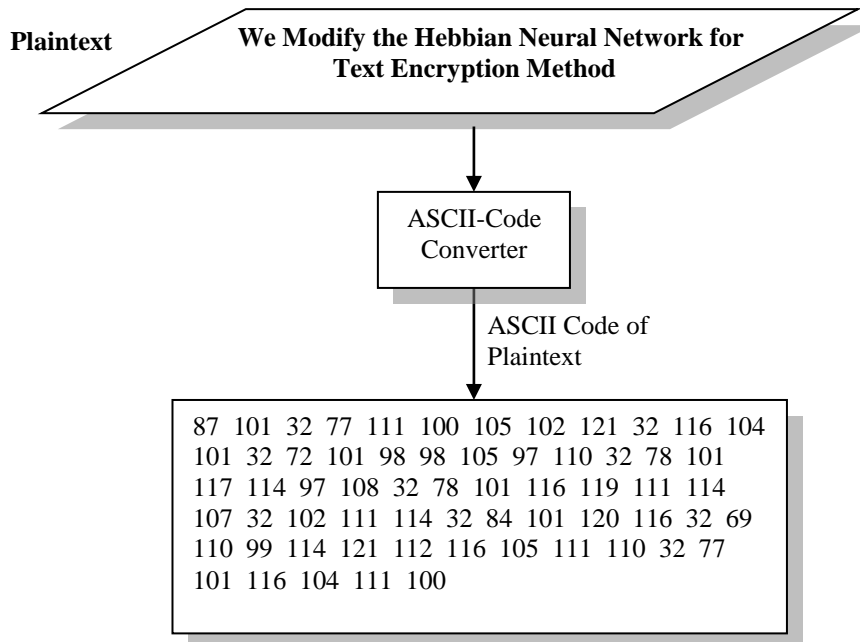 Plaintext
We Modify the Hebbian Neural Network for
Text Encryption Method
ASCII-Code
Converter
ASCII Code of
Plaintext
87 101 32 77 111 100 105 102 121 32 116 104
101 32 72 101 98 98 105 97 110 32 78 101
117 114 97 108 32 78 101 116 119 111 114
107 32 102 111 114 32 84 101 120 116 32 69
110 99 114 121 112 116 105 111 110 32 77
101 116 104 111 100